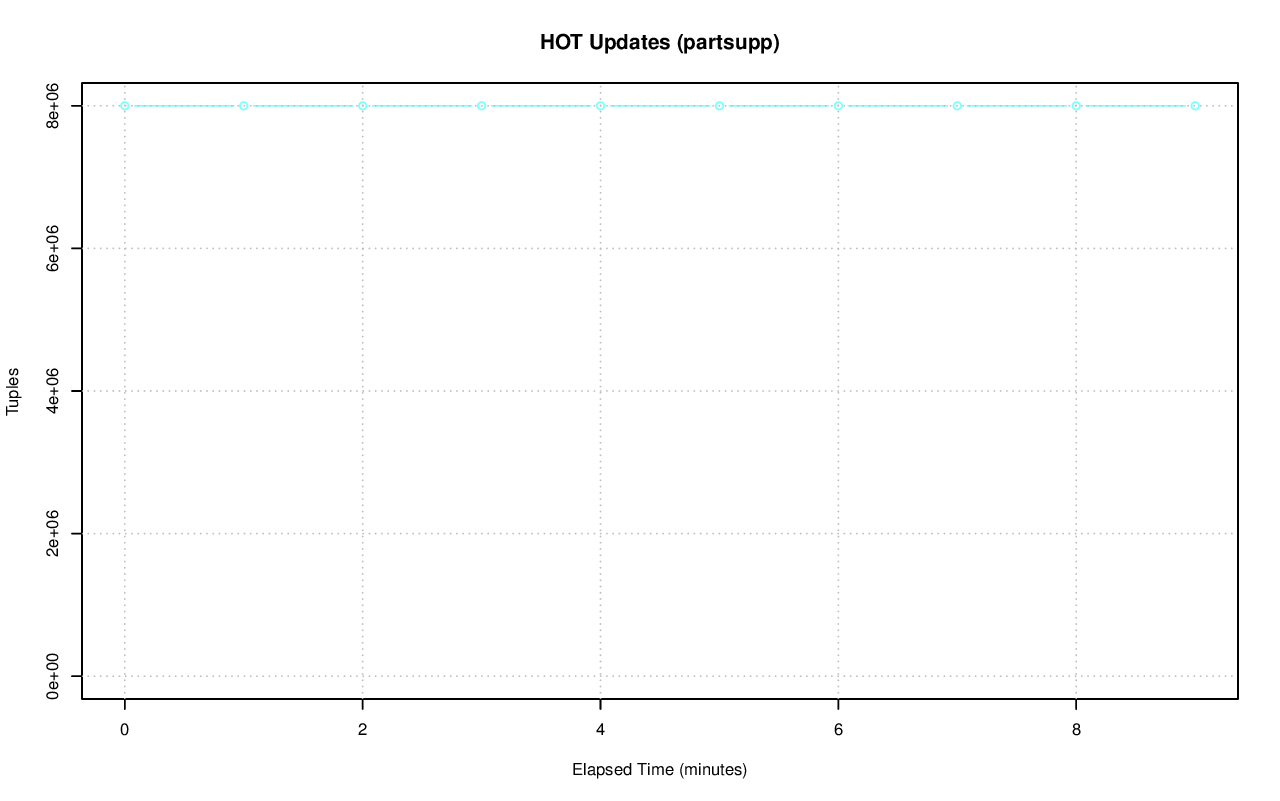 HOT Updates (partsupp)
8e+06
6e+06
4e+06
2e+06
0e+00
Tuples
0 2 4 6 8
Elapsed Time (minutes)